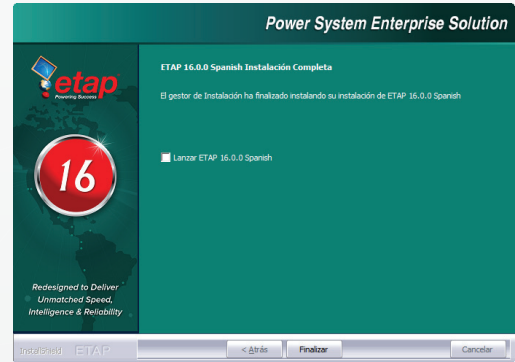 Power System Enterprise Solution
etap
Powering Success
16
Redesigned to Deliver
Unmatched Speed,
Intelligence & Reliability
ETAP 16.0.0 Spanish Instalación Completa
El gestor de Instalación ha finalizado instalando su instalación de ETAP 16.0.0 Spanish
Lanzar ETAP 16.0.0 Spanish
InstallShield ETAP
< Atrás
Finalizar
Cancelar